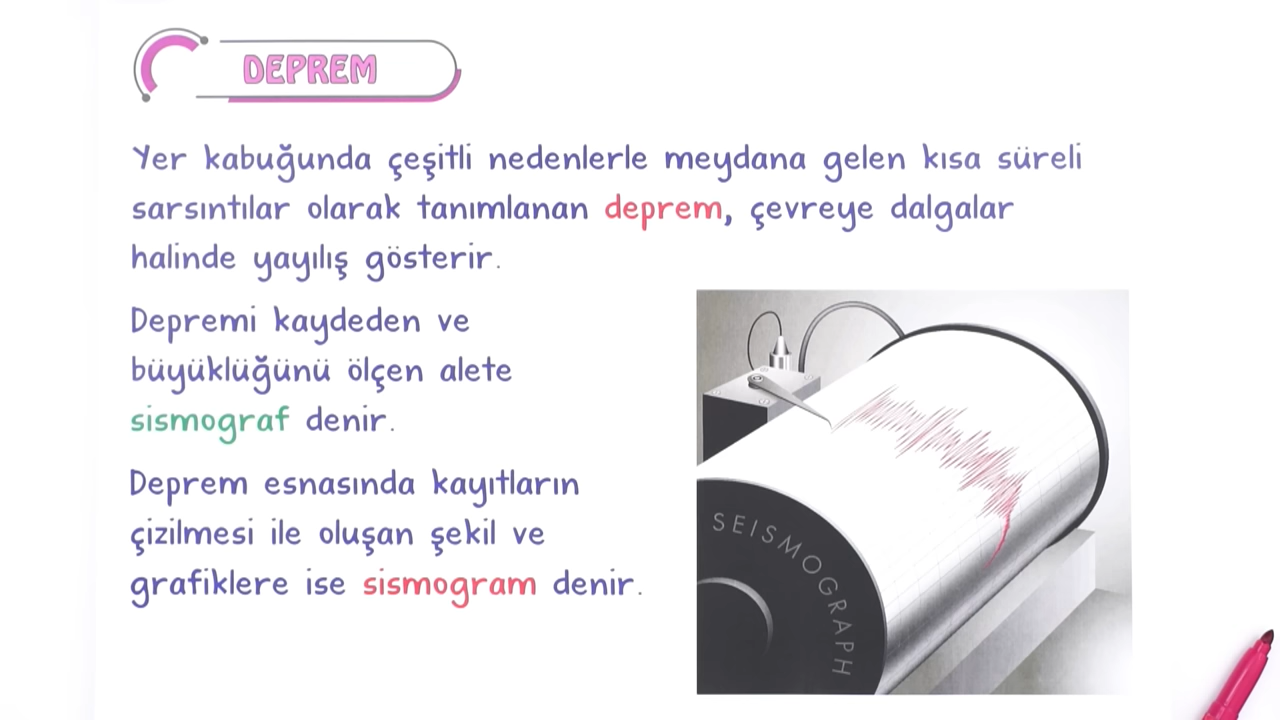 DEPREM
Yer kabuğunda çeşitli nedenlerle meydana gelen kısa süreli
sarsıntılar olarak tanımlanan deprem, çevreye dalgalar
halinde yayılış gösterir.
Depremi kaydeden ve
büyüklüğünü ölçen alete
sismograf denir.
Deprem esnasında kayıtların
çizilmesi ile oluşan şekil ve
grafiklere ise sismogram denir.
SEISMOGRAPH